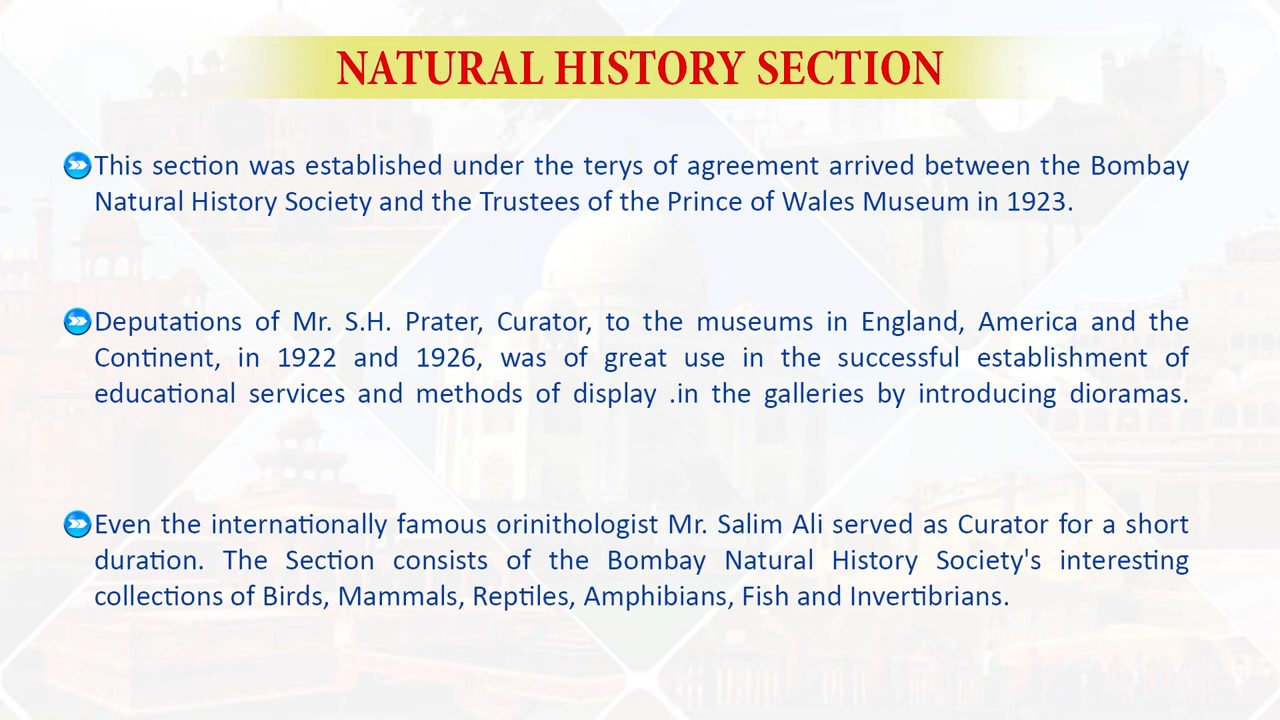 NATURAL HISTORY SECTION
This section was established under the terys of agreement arrived between the Bombay
Natural History Society and the Trustees of the Prince of Wales Museum in 1923.
Deputations of Mr. S.H. Prater, Curator, to the museums in England, America and the
Continent, in 1922 and 1926, was of great use in the successful establishment of
educational services and methods of display .in the galleries by introducing dioramas.
Even the internationally famous orinithologist Mr. Salim Ali served as Curator for a short
duration. The Section consists of the Bombay Natural History Society's interesting
collections of Birds, Mammals, Reptiles, Amphibians, Fish and Invertibrians.